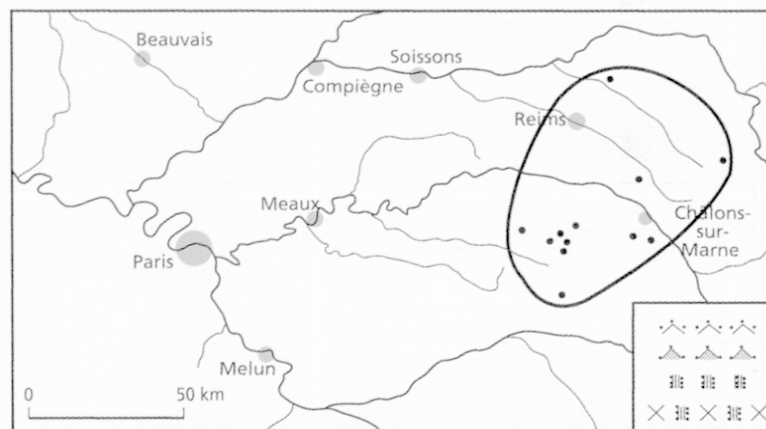 Beauvais
Soissons
Compiègne
Reims
Meaux
Châlons-
sur-
Marne
Paris
Melun
0 50 km